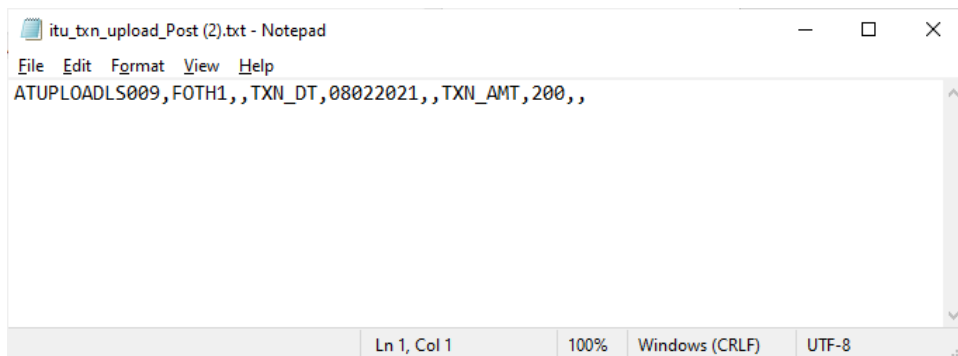 itu_txn_upload_Post (2).txt - Notepad
File Edit Format View Help
ATUPLOADLS009,FOTH1,,TXN_DT,08022021,,TXN_AMT,200,,
Ln 1, Col 1 100% Windows (CRLF) UTF-8